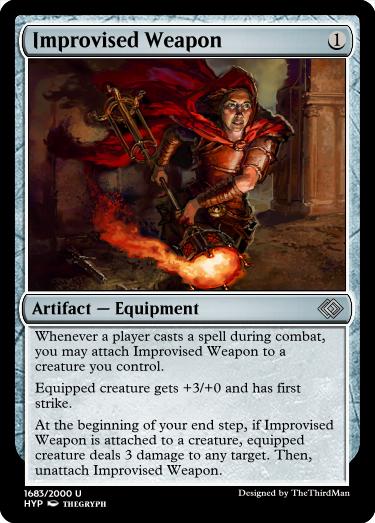 Improvised Weapon 1
Artifact — Equipment
Whenever a player casts a spell during combat,
you may attach Improvised Weapon to a
creature you control.
Equipped creature gets +3/+0 and has first
strike.
At the beginning of your end step, if Improvised
Weapon is attached to a creature, equipped
creature deals 3 damage to any target. Then,
unattach Improvised Weapon.
1683/2000 U
Designed by TheThirdMan
HYP THEGRYPH